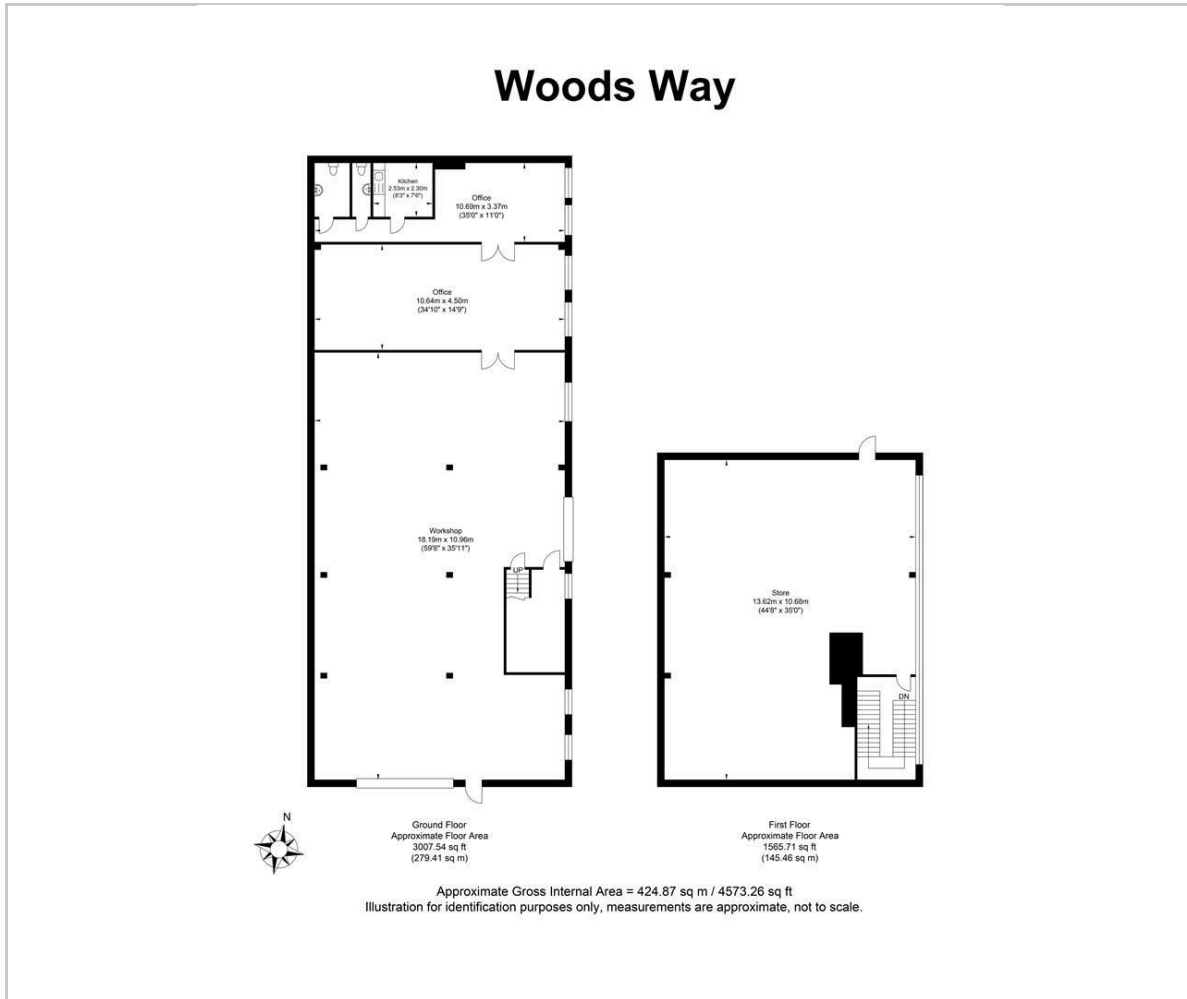 Woods Way
Kitchen
2.53m x 2.30m
(8'3" x 7'6")
Office
10.69m x 3.37m
(35'0" x 11'0")
Office
10.64m x 4.50m
(34'10" x 14'9")
Workshop
18.19m x 10.96m
(59'8" x 35'11")
UP
Store
13.62m x 10.68m
(44'8" x 35'0")
DN
N
Ground Floor
Approximate Floor Area
3007.54 sq ft
(279.41 sq m)
First Floor
Approximate Floor Area
1565.71 sq ft
(145.46 sq m)
Approximate Gross Internal Area = 424.87 sq m / 4573.26 sq ft
Illustration for identification purposes only, measurements are approximate, not to scale.